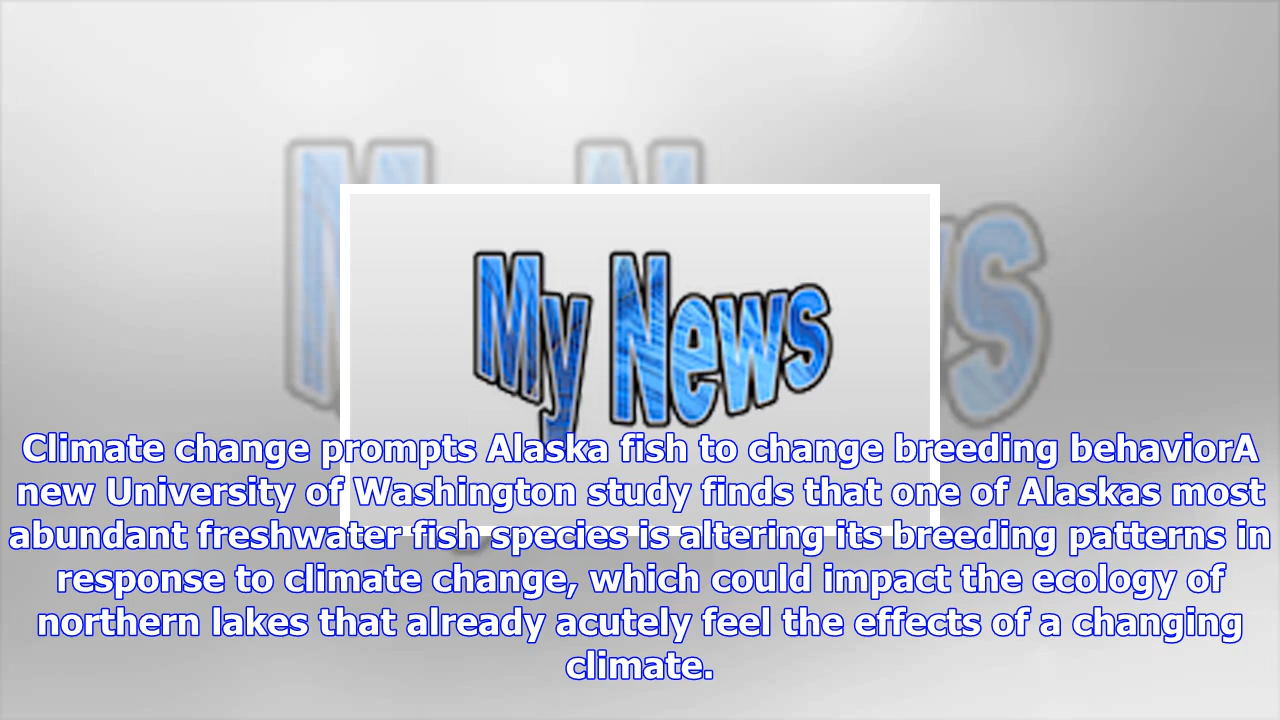 My News
Climate change prompts Alaska fish to change breeding behaviorA
new University of Washington study finds that one of Alaskas most
abundant freshwater fish species is altering its breeding patterns in
response to climate change, which could impact the ecology of
northern lakes that already acutely feel the effects of a changing
climate.